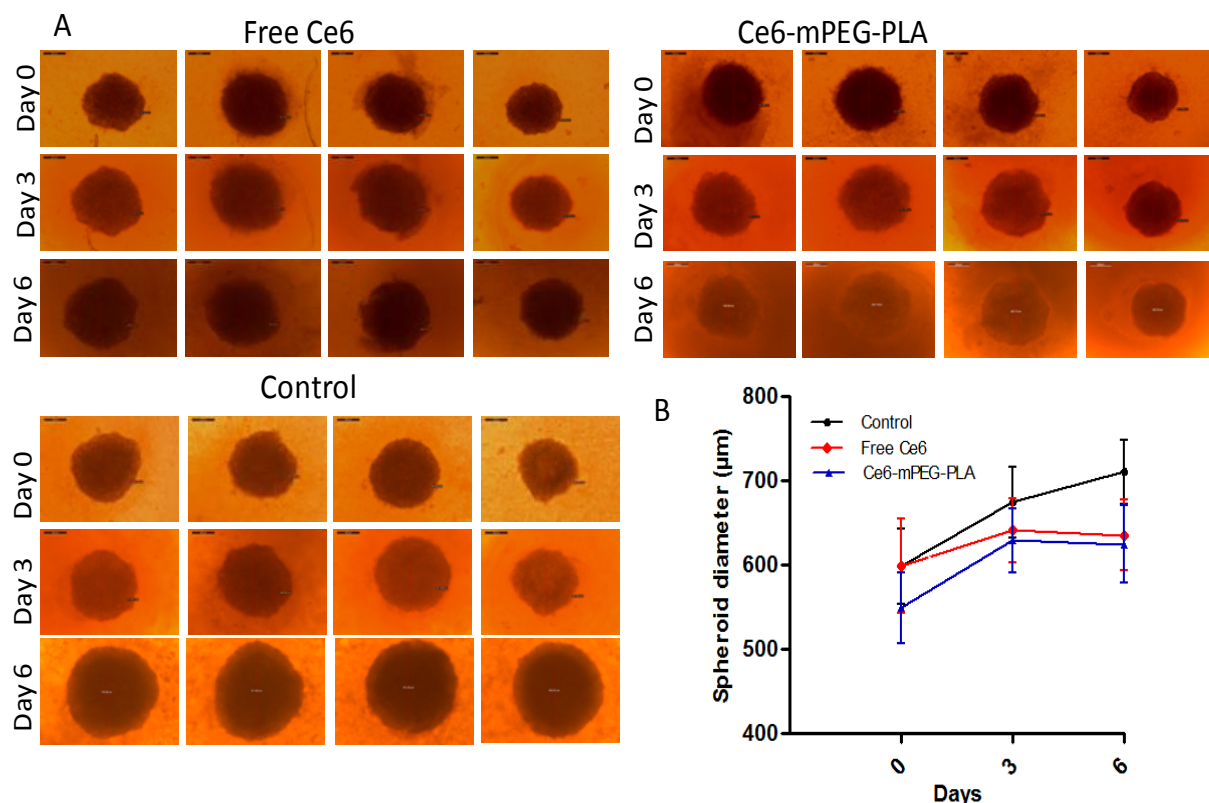 A
Free Ce6
Day 0
Day 3
Day 6
Ce6-mPEG-PLA
Day 0
Day 3
Day 6
Control
Day 0
Day 3
Day 6
B
Spheroid diameter (µm)
800
700
600
500
400
Control
Free Ce6
Ce6-mPEG-PLA
0
3
6
Days